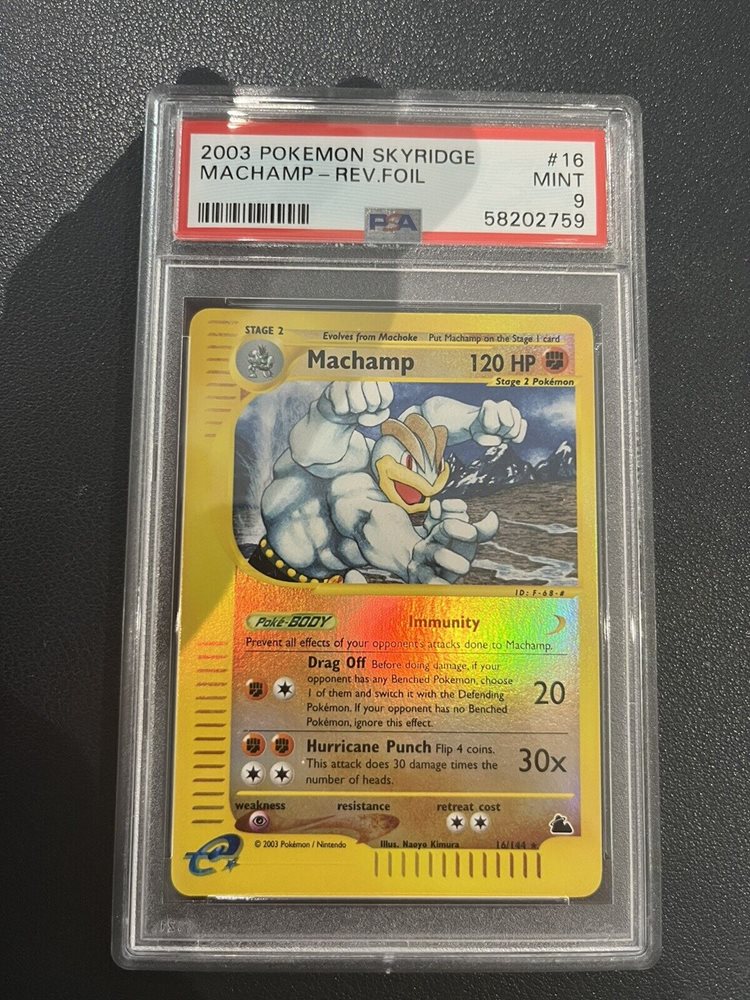 2003 POKEMON SKYRIDGE #16
MACHAMP - REV.FOIL MINT
9
PSA 58202759
STAGE 2 Evolves from Machoke Put Machamp on the Stage 1 card
Machamp 120 HP
Stage 2 Pokémon
ID: F-68-#
Poké-BODY Immunity
Prevent all effects of your opponent's attacks done to Machamp.
Drag Off Before doing damage, if your
opponent has any Benched Pokémon, choose
1 of them and switch it with the Defending 20
Pokémon. If your opponent has no Benched
Pokémon, ignore this effect.
Hurricane Punch Flip 4 coins.
This attack does 30 damage times the 30x
number of heads.
weakness resistance retreat cost
e
© 2003 Pokémon / Nintendo Illus. Naoyo Kimura 16/144 ★